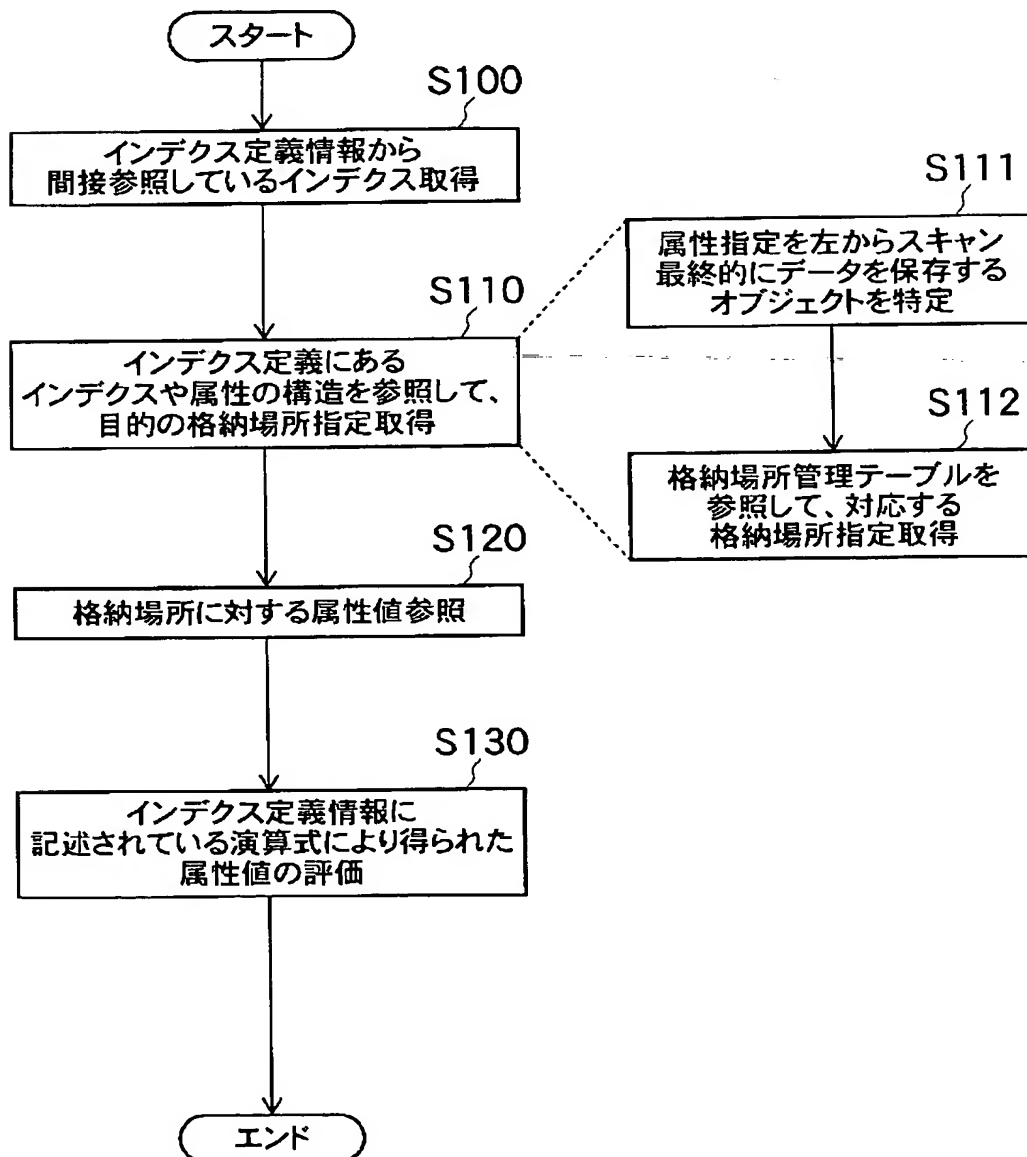 スタート
S100
インデクス定義情報から
間接参照しているインデクス取得
S110
インデクス定義にある
インデクスや属性の構造を参照して、
目的の格納場所指定取得
S111
属性指定を左からスキャン
最終的にデータを保存する
オブジェクトを特定
S112
格納場所管理テーブルを
参照して、対応する
格納場所指定取得
S120
格納場所に対する属性値参照
S130
インデクス定義情報に
記述されている演算式により得られた
属性値の評価
エンド